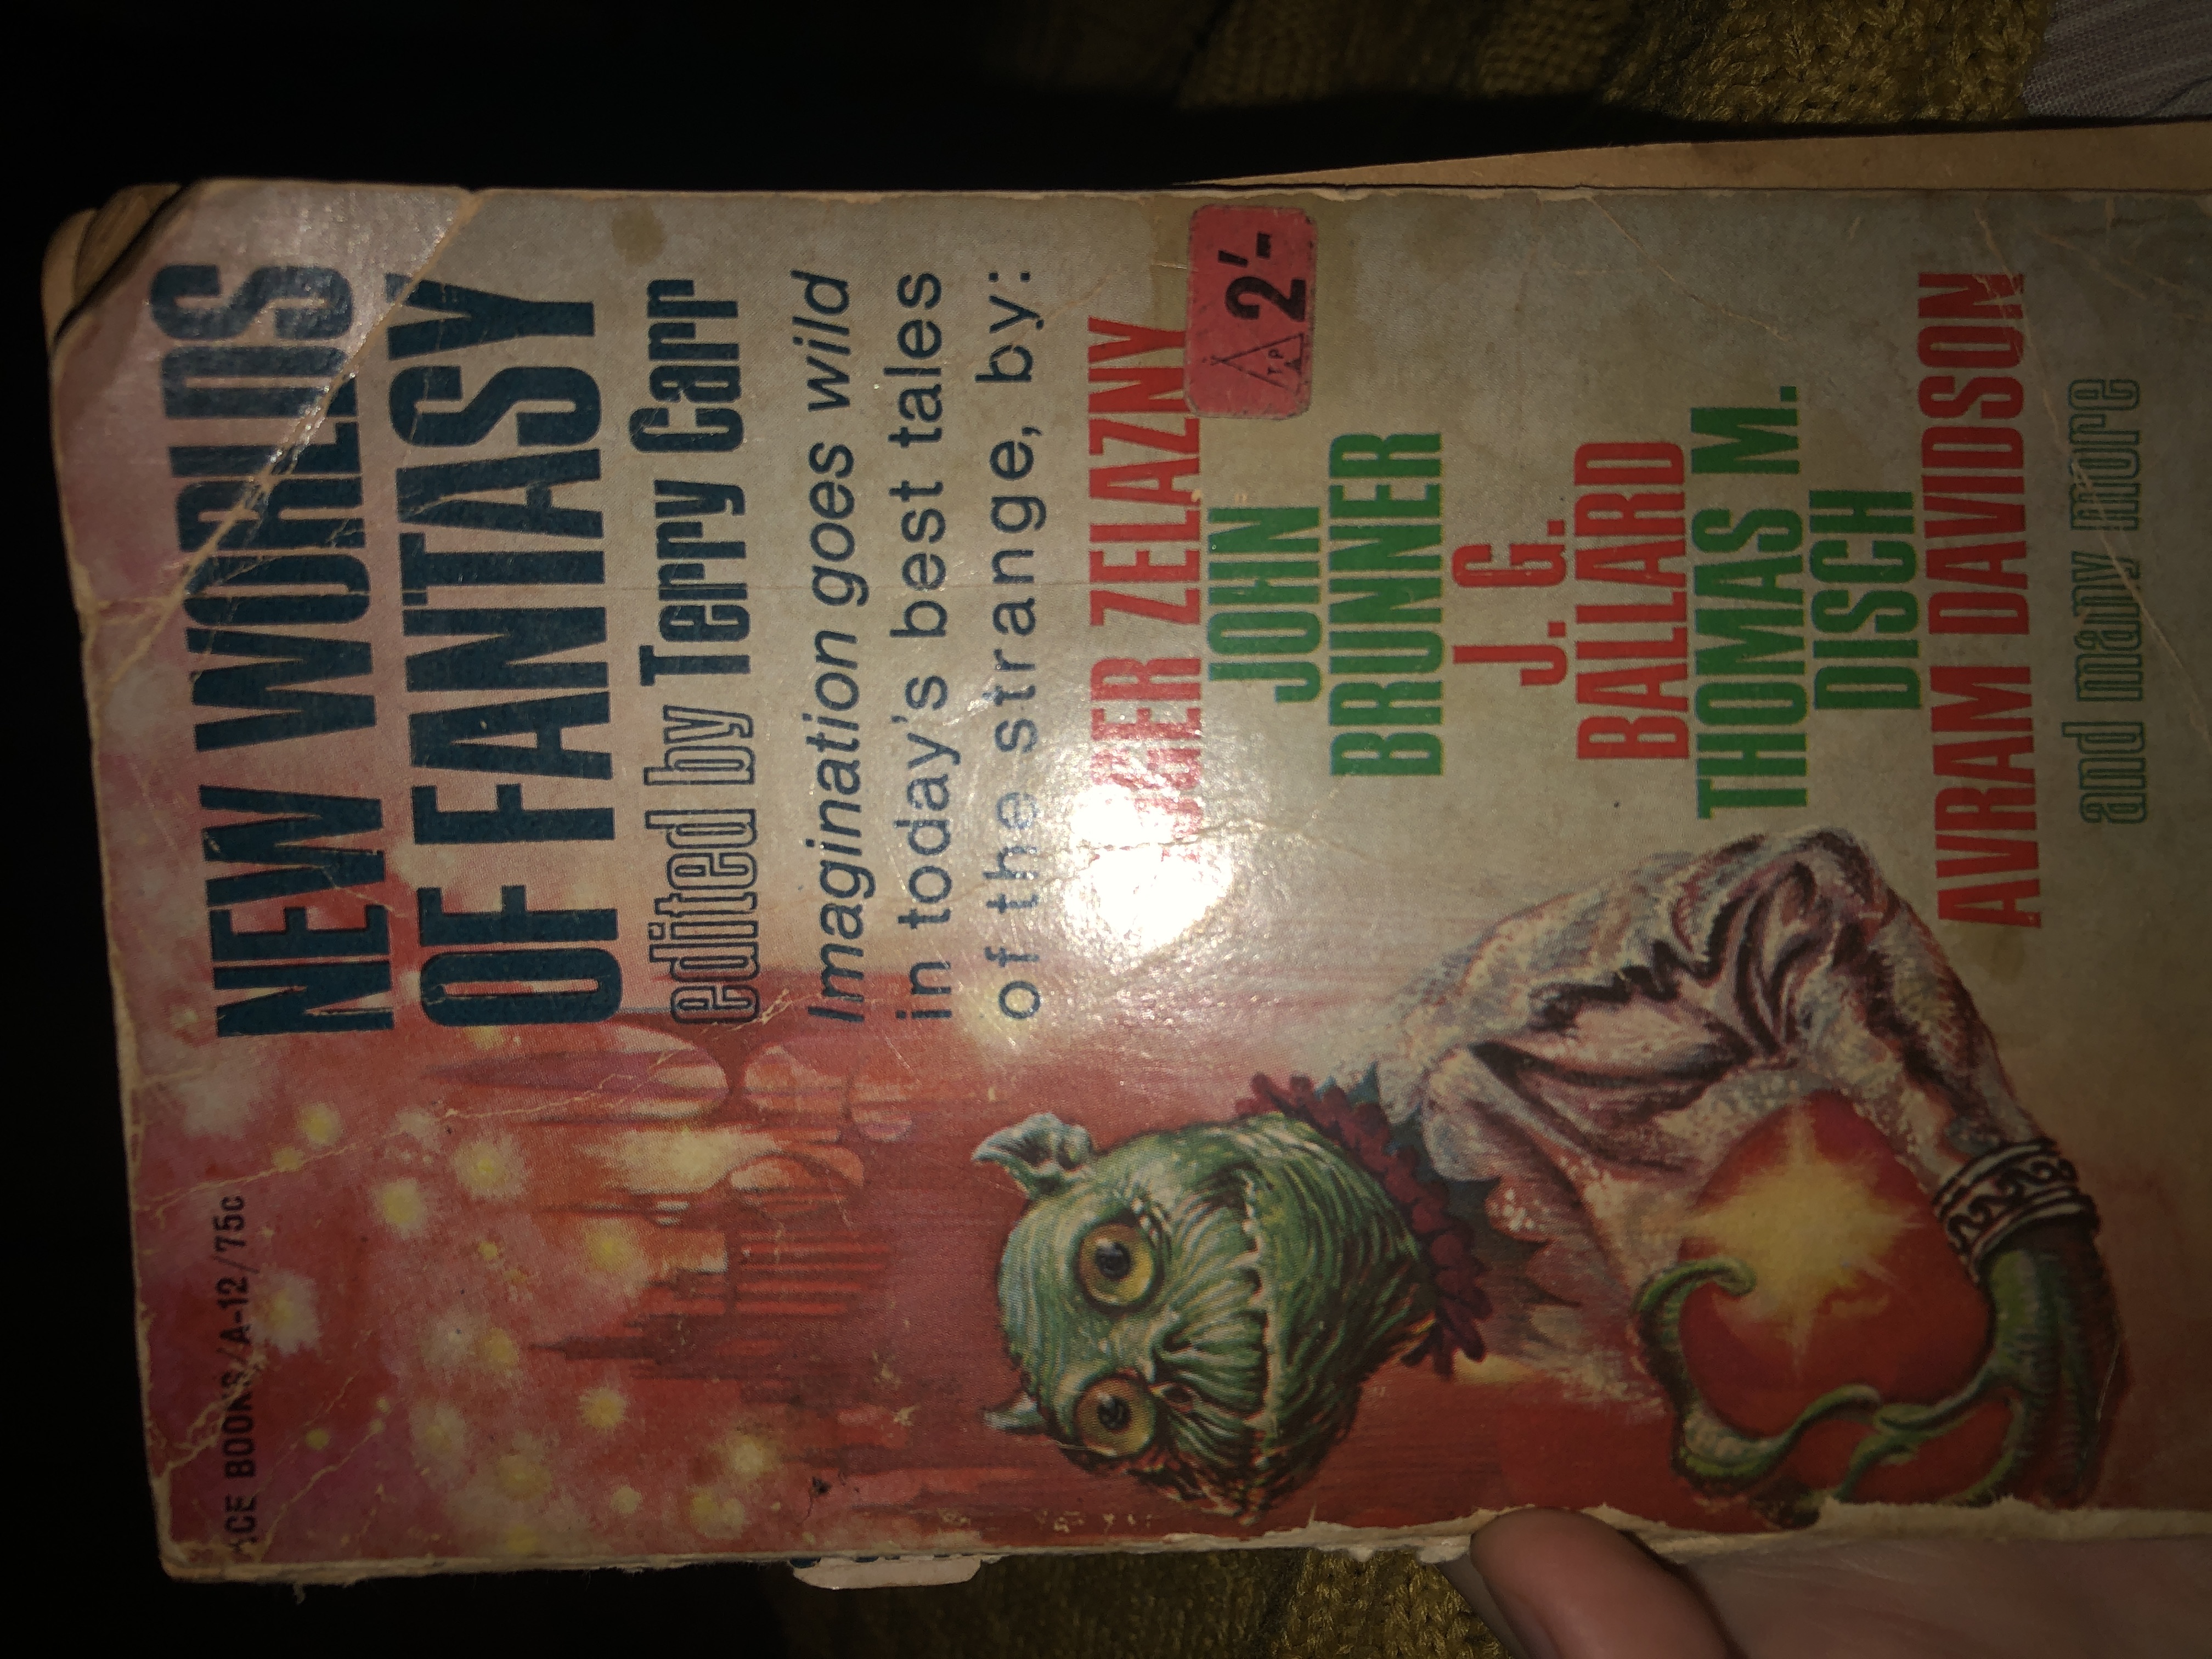 ACE BOOKS/A-12/75c
NEW WORLDS
OF FANTASY
edited by Terry Carr
Imagination goes wild
in today's best tales
of the strange, by:
ZELAZNY
2'-
T P
A
JOHN
BRUNNER
J. G.
BALLARD
THOMAS M.
DISCH
AVRAM DAVIDSON
and many more